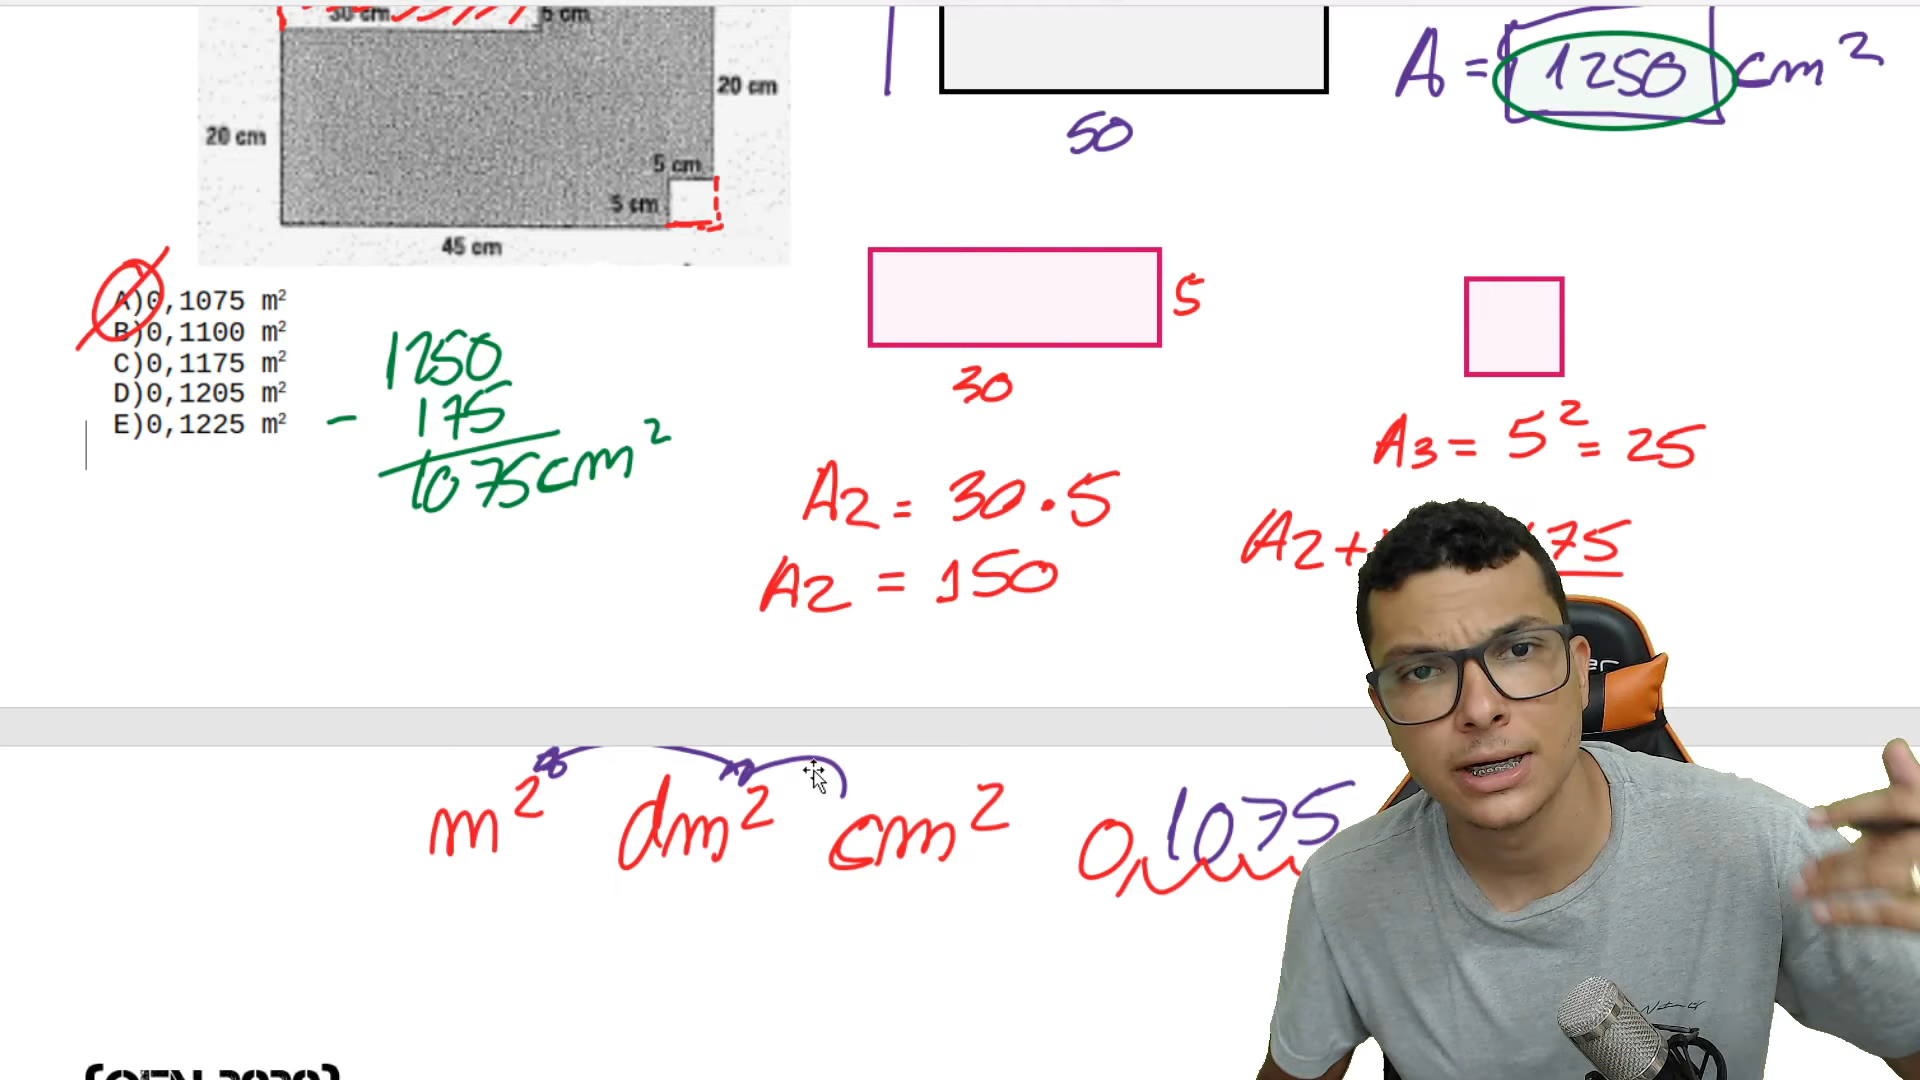 30 cm
5 cm
20 cm
20 cm
5 cm
5 cm
45 cm
50
A = 1250 cm²
A)0,1075 m²
B)0,1100 m²
C)0,1175 m²
D)0,1205 m²
E)0,1225 m²
1250
- 175
1075cm²
5
30
A2 = 30 . 5
A2 = 150
A3 = 5² = 25
A2+ 175
m² dm² cm² 0,1075